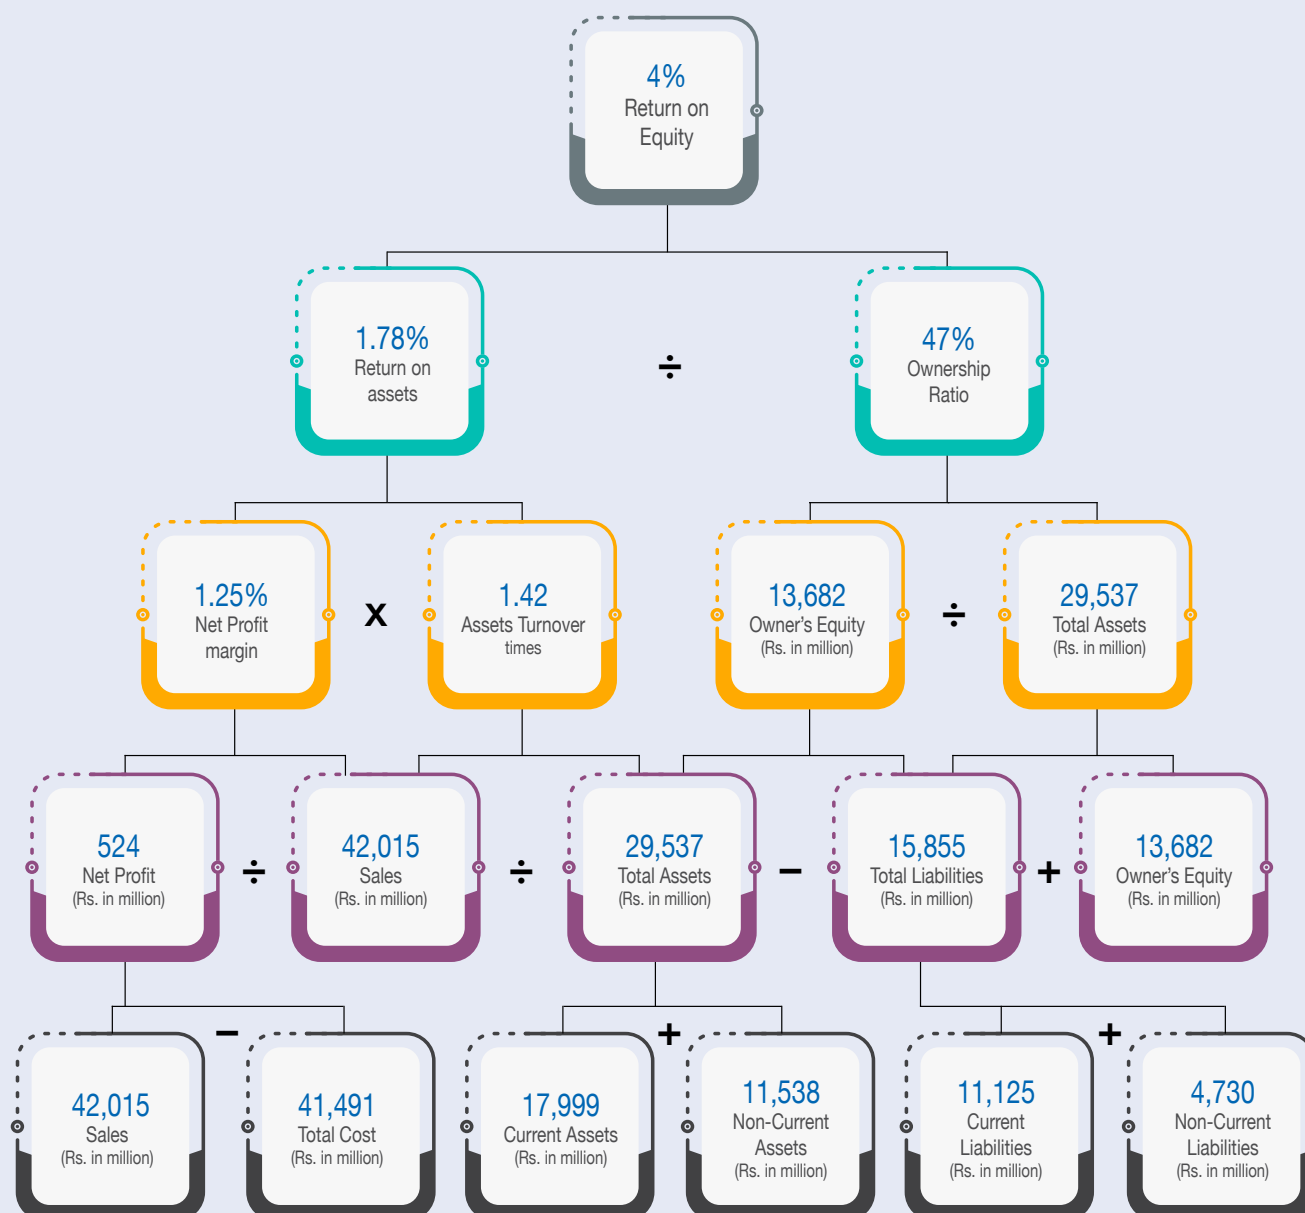 4%
Return on
Equity
1.78%
Return on
assets
÷
47%
Ownership
Ratio
1.25%
Net Profit
margin
x
1.42
Assets Turnover
times
13,682
Owner's Equity
(Rs. in million)
÷
29,537
Total Assets
(Rs. in million)
524
Net Profit
(Rs. in million)
÷
42,015
Sales
(Rs. in million)
÷
29,537
Total Assets
(Rs. in million)
–
15,855
Total Liabilities
(Rs. in million)
+
13,682
Owner's Equity
(Rs. in million)
42,015
Sales
(Rs. in million)
–
41,491
Total Cost
(Rs. in million)
17,999
Current Assets
(Rs. in million)
+
11,538
Non-Current
Assets
(Rs. in million)
11,125
Current
Liabilities
(Rs. in million)
+
4,730
Non-Current
Liabilities
(Rs. in million)